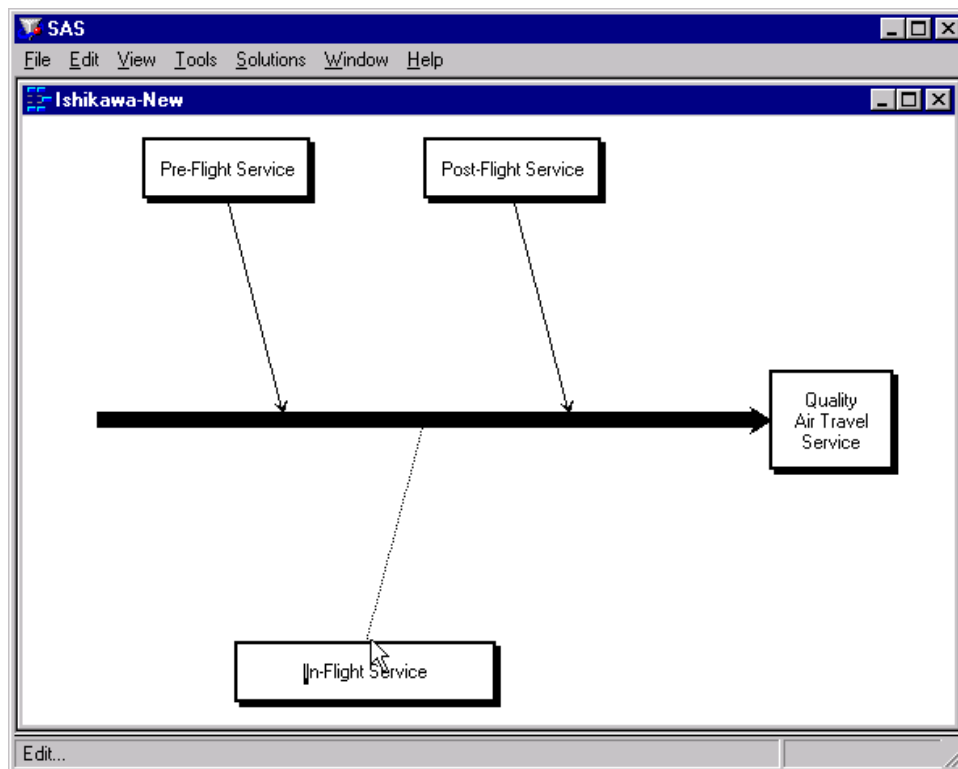 SAS
File Edit View Tools Solutions Window Help
Ishikawa-New
Pre-Flight Service
Post-Flight Service
Quality
Air Travel
Service
In-Flight Service
Edit...